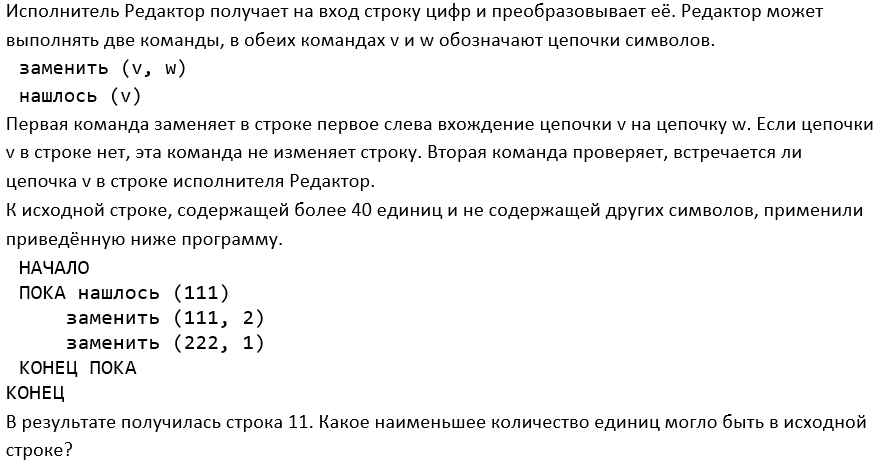 Исполнитель Редактор получает на вход строку цифр и преобразовывает её. Редактор может
выполнять две команды, в обеих командах v и w обозначают цепочки символов.
заменить (v, w)
нашлось (v)
Первая команда заменяет в строке первое слева вхождение цепочки v на цепочку w. Если цепочки
v в строке нет, эта команда не изменяет строку. Вторая команда проверяет, встречается ли
цепочка v в строке исполнителя Редактор.
К исходной строке, содержащей более 40 единиц и не содержащей других символов, применили
приведённую ниже программу.
НАЧАЛО
ПОКА нашлось (111)
заменить (111, 2)
заменить (222, 1)
КОНЕЦ ПОКА
КОНЕЦ
В результате получилась строка 11. Какое наименьшее количество единиц могло быть в исходной
строке?